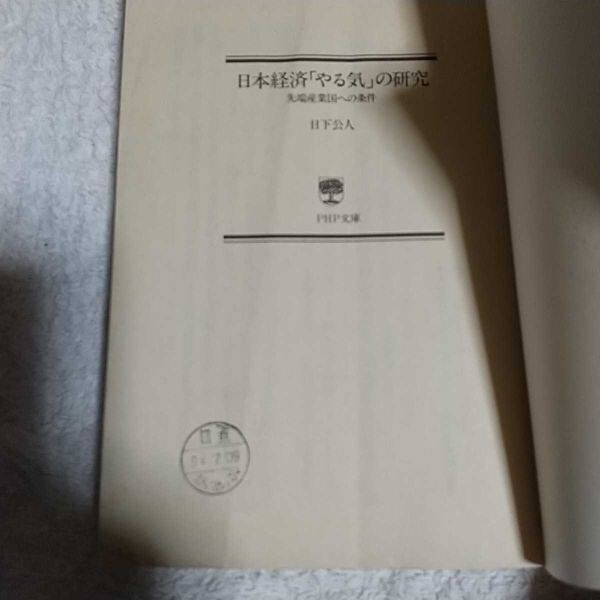 日本経済「やる気」の研究
先端産業国への条件
日下公人
PHP文庫